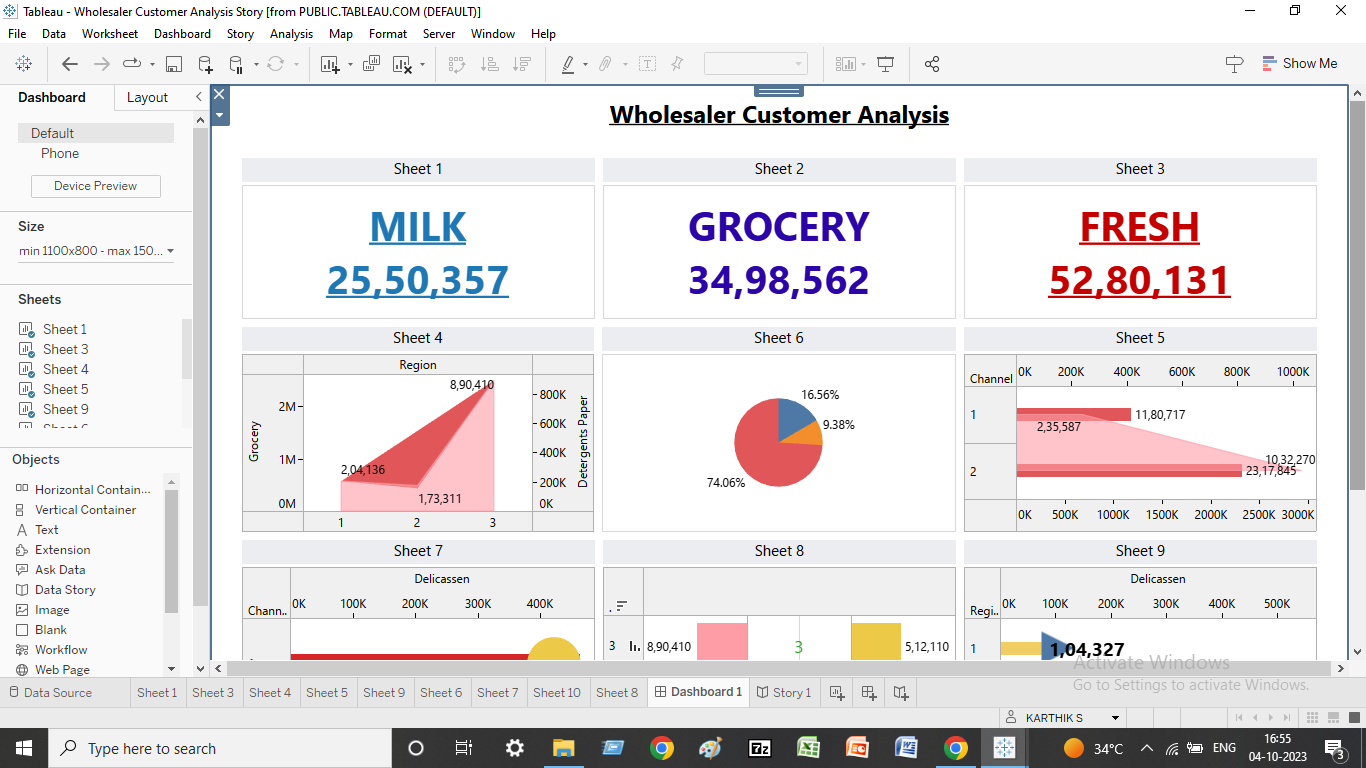 Tableau - Wholesaler Customer Analysis Story [from PUBLIC.TABLEAU.COM (DEFAULT)]
File Data Worksheet Dashboard Story Analysis Map Format Server Window Help
Show Me
Dashboard Layout
Default
Phone
Device Preview
Size
min 1100x800 - max 150...
Sheets
Sheet 1
Sheet 3
Sheet 4
Sheet 5
Sheet 9
Objects
Horizontal Contain...
Vertical Container
Text
Extension
Ask Data
Data Story
Image
Blank
Workflow
Web Page
Wholesaler Customer Analysis
Sheet 1
MILK
25,50,357
Sheet 2
GROCERY
34,98,562
Sheet 3
FRESH
52,80,131
Sheet 4
Region
Grocery
2M
1M
0M
8,90,410
2,04,136
1,73,311
800K
600K
400K
200K
0K
Detergents Paper
1 2 3
Sheet 6
16.56%
9.38%
74.06%
Sheet 5
Channel 0K 200K 400K 600K 800K 1000K
1 11,80,717
2,35,587
10,32,270
2 23,17,845
0K 500K 1000K 1500K 2000K 2500K 3000K
Sheet 7
Delicassen
Chann.. 0K 100K 200K 300K 400K
Sheet 8
3 8,90,410 3 5,12,110
Sheet 9
Delicassen
Regi.. 0K 100K 200K 300K 400K 500K
1 1,04,327
Activate Windows
Go to Settings to activate Windows.
Data Source Sheet 1 Sheet 3 Sheet 4 Sheet 5 Sheet 9 Sheet 6 Sheet 7 Sheet 10 Sheet 8 Dashboard 1 Story 1
KARTHIK S
Type here to search
34°C ENG
16:55
04-10-2023
3